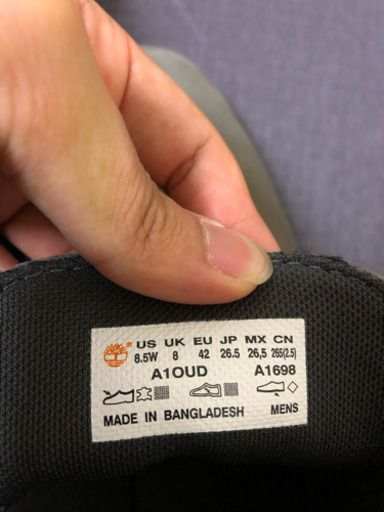 US UK EU JP MX CN
8.5W 8 42 26.5 26,5 265(2.5)
A1OUD A1698
MADE IN BANGLADESH MENS